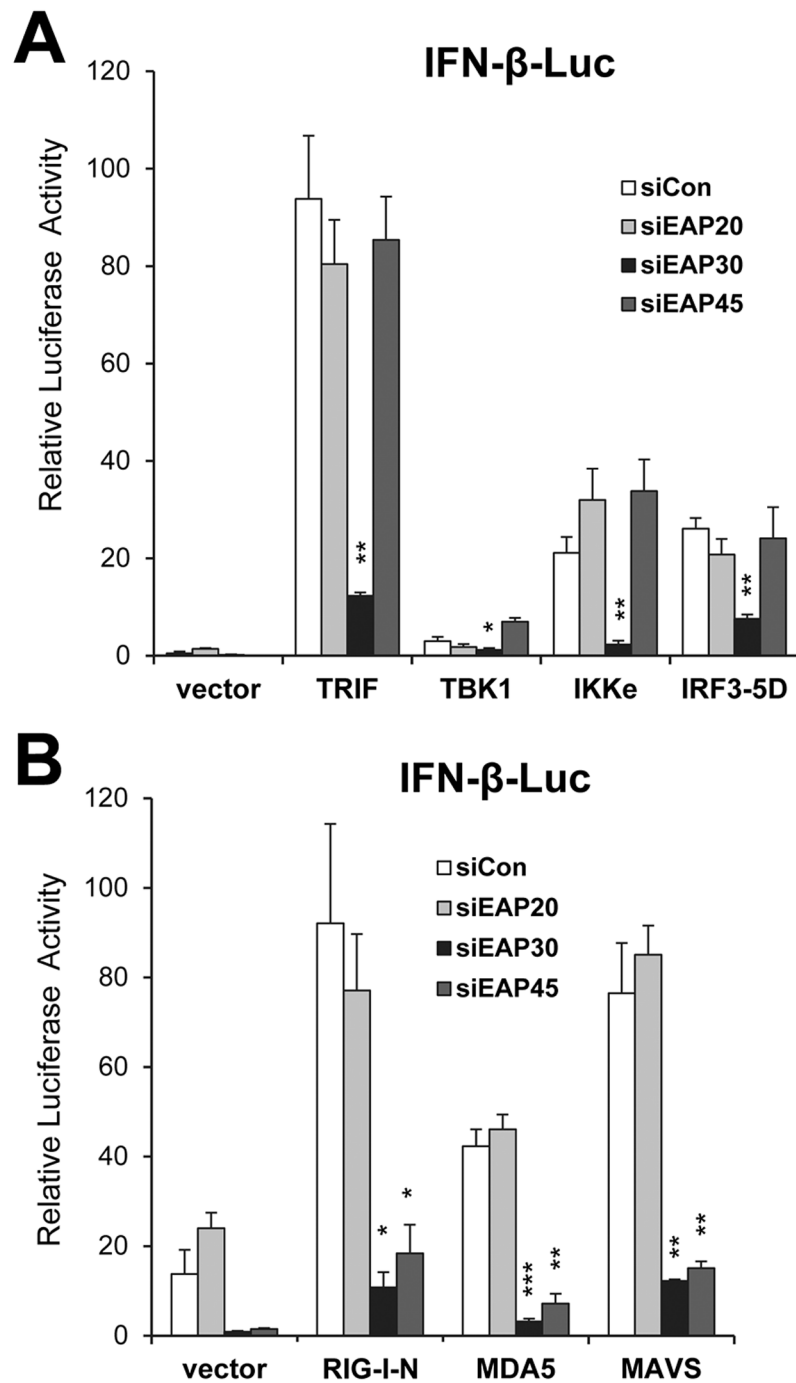 A
IFN-β-Luc
120
100
80
60
40
20
0
Relative Luciferase Activity
siCon
siEAP20
siEAP30
siEAP45
**
*
**
**
vector TRIF TBK1 IKKe IRF3-5D
B
IFN-β-Luc
120
100
80
60
40
20
0
Relative Luciferase Activity
siCon
siEAP20
siEAP30
siEAP45
*
*
***
**
**
**
vector RIG-I-N MDA5 MAVS